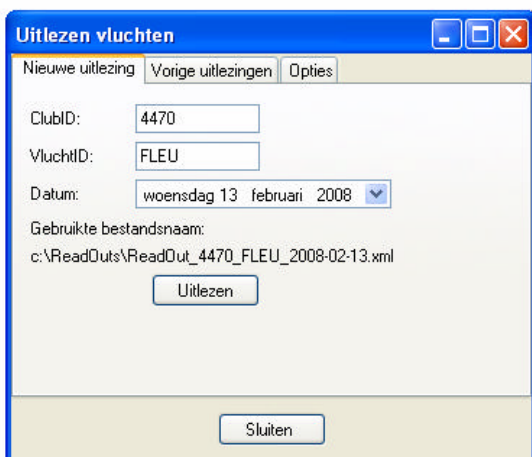 Uitlezen vluchten
Nieuwe uitlezing Vorige uitlezingen Opties
ClubID: 4470
VluchtID: FLEU
Datum: woensdag 13 februari 2008
Gebruikte bestandsnaam:
c:\ReadOuts\ReadOut_4470_FLEU_2008-02-13.xml
Uitlezen
Sluiten